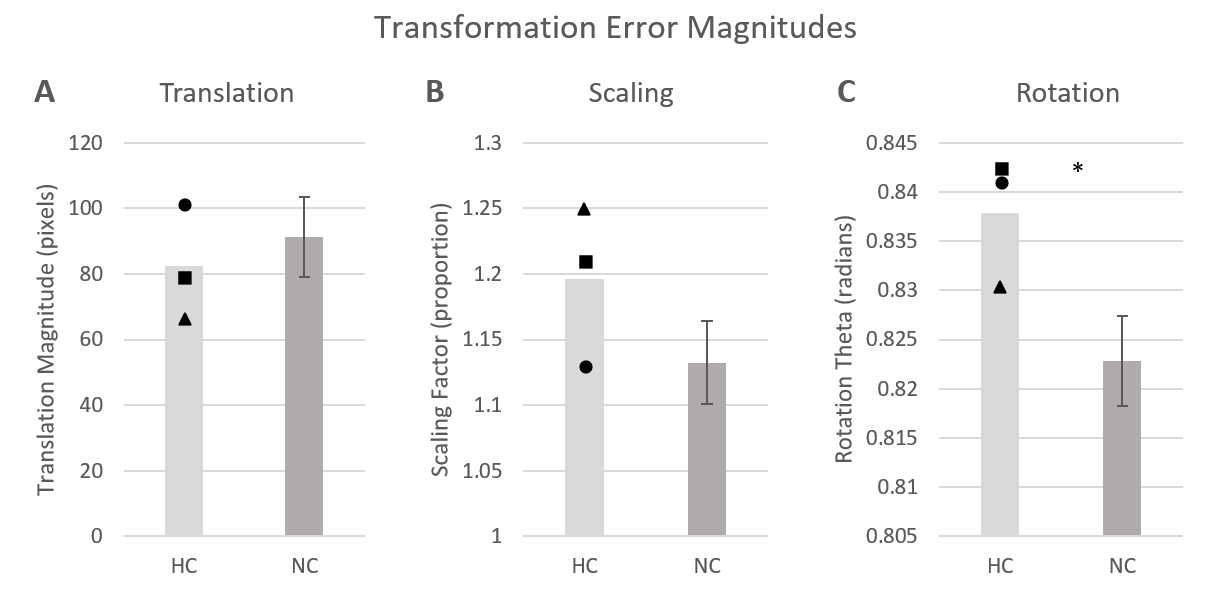 Transformation Error Magnitudes
A Translation
Translation Magnitude (pixels)
120
100
80
60
40
20
0
HC NC
B Scaling
Scaling Factor (proportion)
1.3
1.25
1.2
1.15
1.1
1.05
1
HC NC
C Rotation
Rotation Theta (radians)
0.845
0.84
0.835
0.83
0.825
0.82
0.815
0.81
0.805
*
HC NC